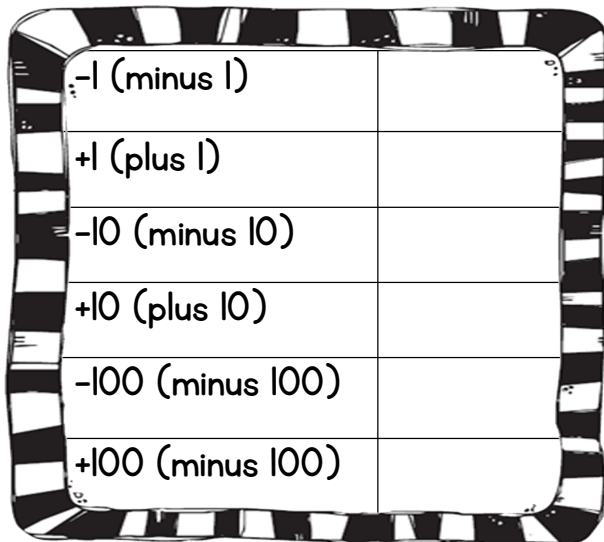 -1 (minus 1)
+1 (plus 1)
-10 (minus 10)
+10 (plus 10)
-100 (minus 100)
+100 (minus 100)